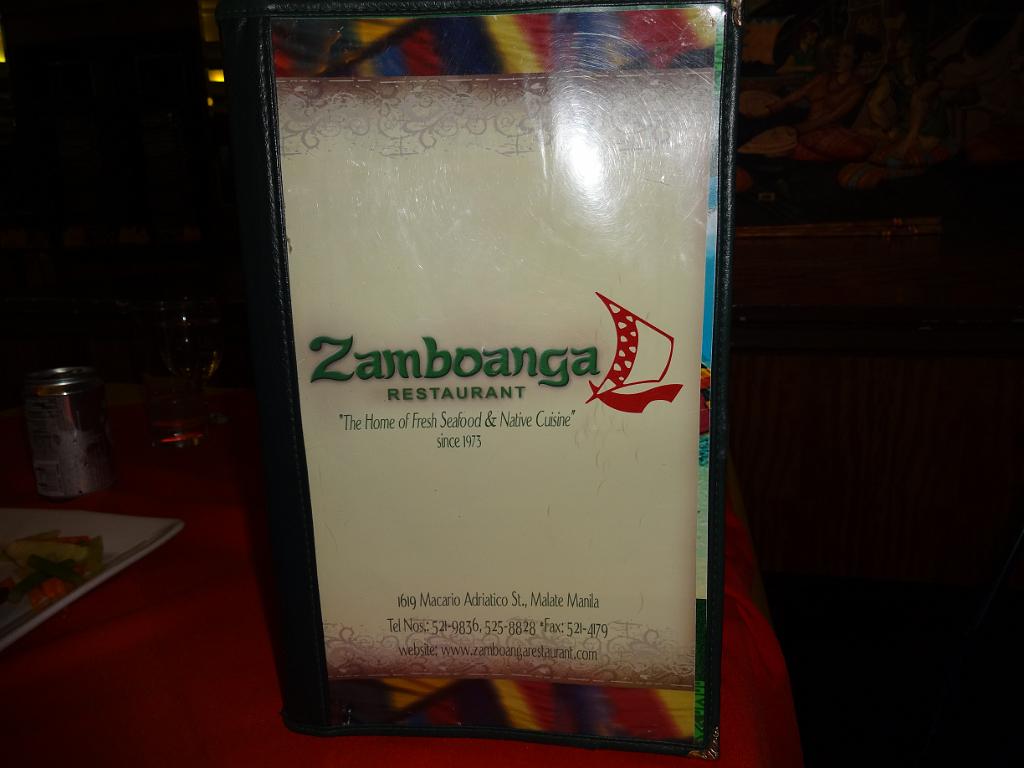 Zamboanga
RESTAURANT
"The Home of Fresh Seafood & Native Cuisine"
since 1973
1619 Macario Adriatico St., Malate Manila
Tel Nos.: 521-9836, 525-8828 *Fax: 521-4179
website: www.zamboangarestaurant.com